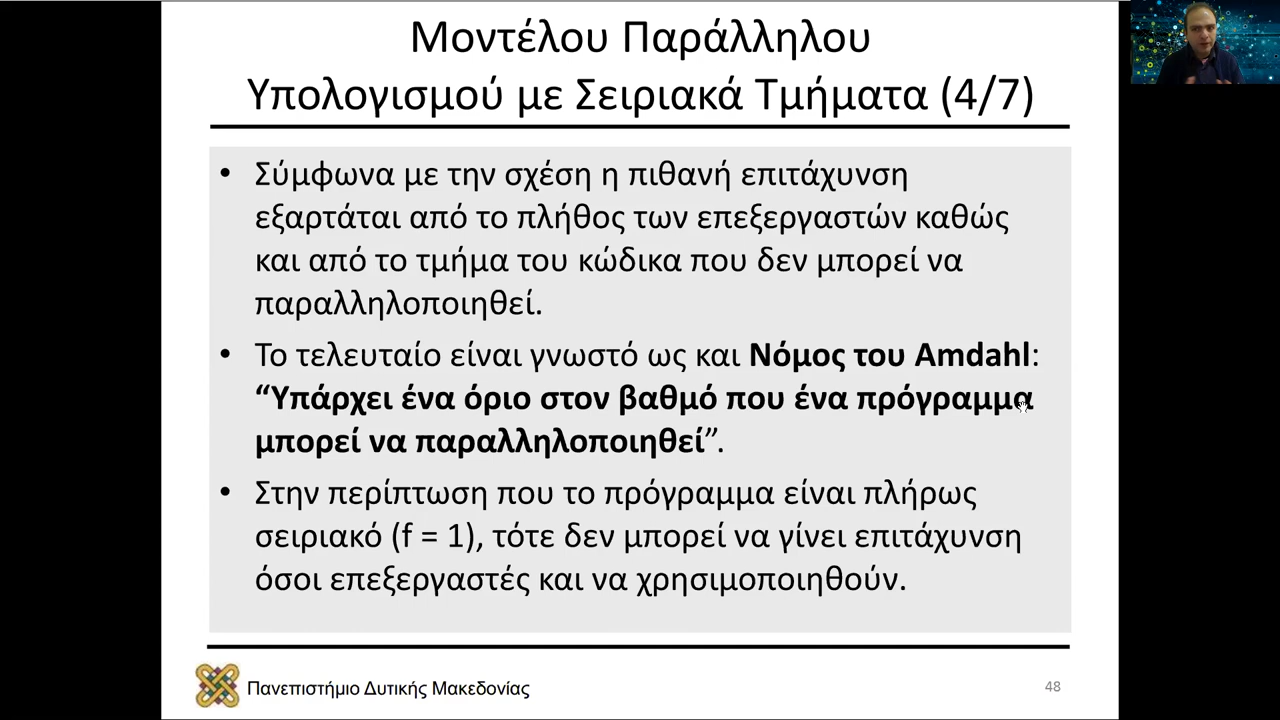 Μοντέλου Παράλληλου
Υπολογισμού με Σειριακά Τμήματα (4/7)
• Σύμφωνα με την σχέση η πιθανή επιτάχυνση
εξαρτάται από το πλήθος των επεξεργαστών καθώς
και από το τμήμα του κώδικα που δεν μπορεί να
παραλληλοποιηθεί.
• Το τελευταίο είναι γνωστό ως και Νόμος του Amdahl:
“Υπάρχει ένα όριο στον βαθμό που ένα πρόγραμμα
μπορεί να παραλληλοποιηθεί”.
• Στην περίπτωση που το πρόγραμμα είναι πλήρως
σειριακό (f = 1), τότε δεν μπορεί να γίνει επιτάχυνση
όσοι επεξεργαστές και να χρησιμοποιηθούν.
Πανεπιστήμιο Δυτικής Μακεδονίας
48